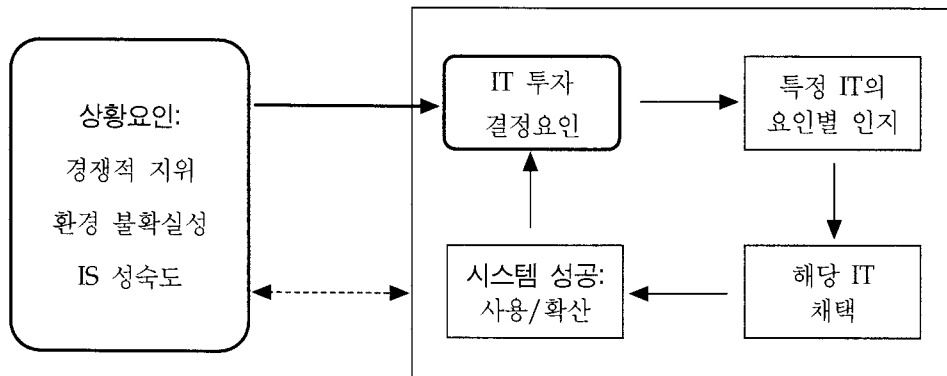 상황요인:
경쟁적 지위
환경 불확실성
IS 성숙도
IT 투자
결정요인
특정 IT의
요인별 인지
시스템 성공:
사용/확산
해당 IT
채택